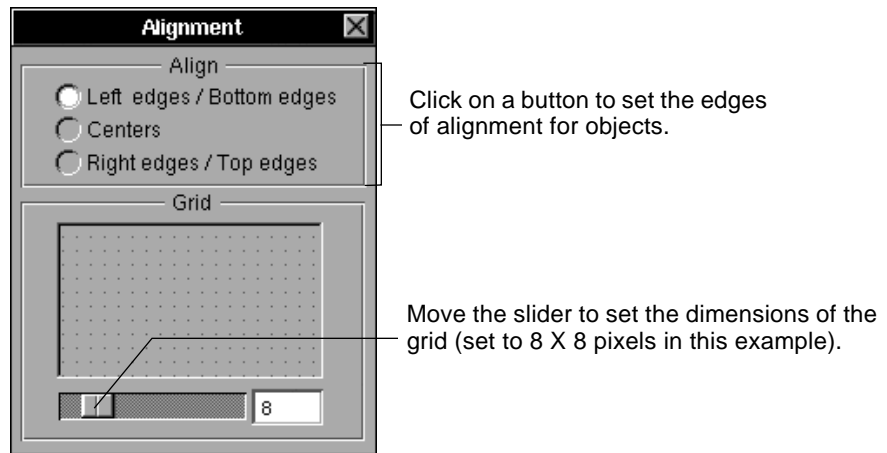 Alignment
Align
Left edges / Bottom edges
Centers
Right edges / Top edges
Click on a button to set the edges
of alignment for objects.
Grid
Move the slider to set the dimensions of the
grid (set to 8 X 8 pixels in this example).
8